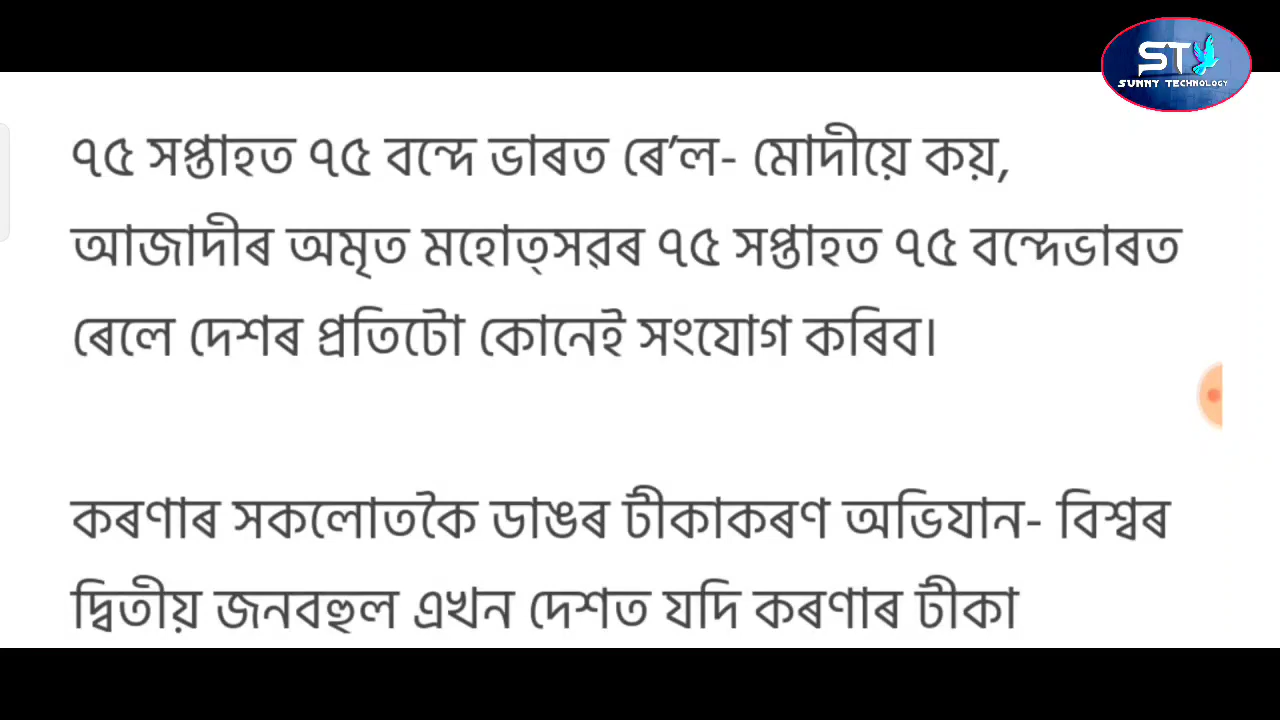 ST
SUNNY TECHNOLOGY
৭৫ সপ্তাহত ৭৫ বন্দে ভাৰত ৰে’ল- মোদীয়ে কয়,
আজাদীৰ অমৃত মহোত্সৱৰ ৭৫ সপ্তাহত ৭৫ বন্দেভাৰত
ৰেলে দেশৰ প্ৰতিটো কোনেই সংযোগ কৰিব।
কৰণাৰ সকলোতকৈ ডাঙৰ টীকাকৰণ অভিযান- বিশ্বৰ
দ্বিতীয় জনবহুল এখন দেশত যদি কৰণাৰ টীকা